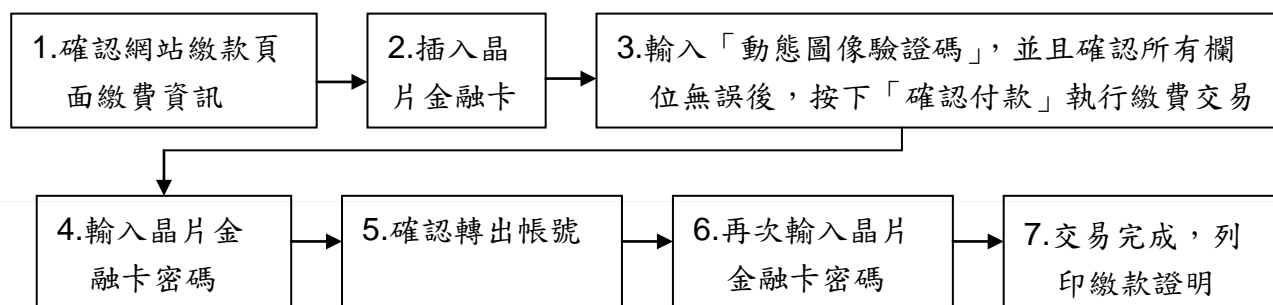 1.確認網站繳款頁
面繳費資訊
2.插入晶
片金融卡
3.輸入「動態圖像驗證碼」，並且確認所有欄
位無誤後，按下「確認付款」執行繳費交易
4.輸入晶片金
融卡密碼
5.確認轉出帳號
6.再次輸入晶片
金融卡密碼
7.交易完成，列
印繳款證明